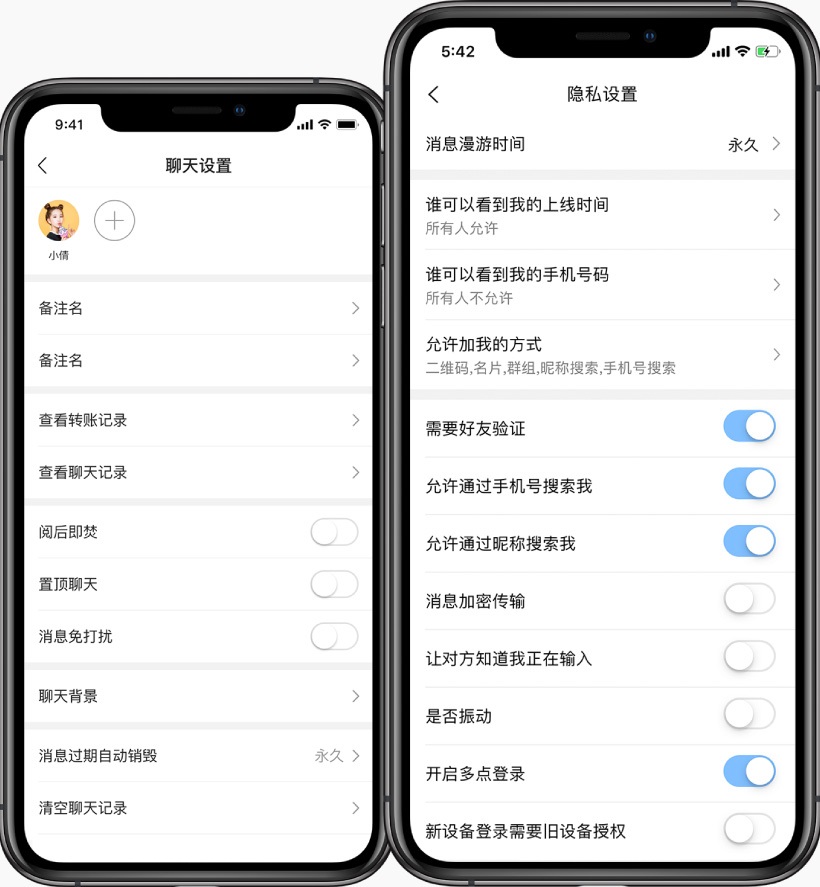 9:41
聊天设置
小倩
备注名
备注名
查看转账记录
查看聊天记录
阅后即焚
置顶聊天
消息免打扰
聊天背景
消息过期自动销毁 永久
清空聊天记录
5:42
隐私设置
消息漫游时间 永久
谁可以看到我的上线时间
所有人允许
谁可以看到我的手机号码
所有人不允许
允许加我的方式
二维码,名片,群组,昵称搜索,手机号搜索
需要好友验证
允许通过手机号搜索我
允许通过昵称搜索我
消息加密传输
让对方知道我正在输入
是否振动
开启多点登录
新设备登录需要旧设备授权